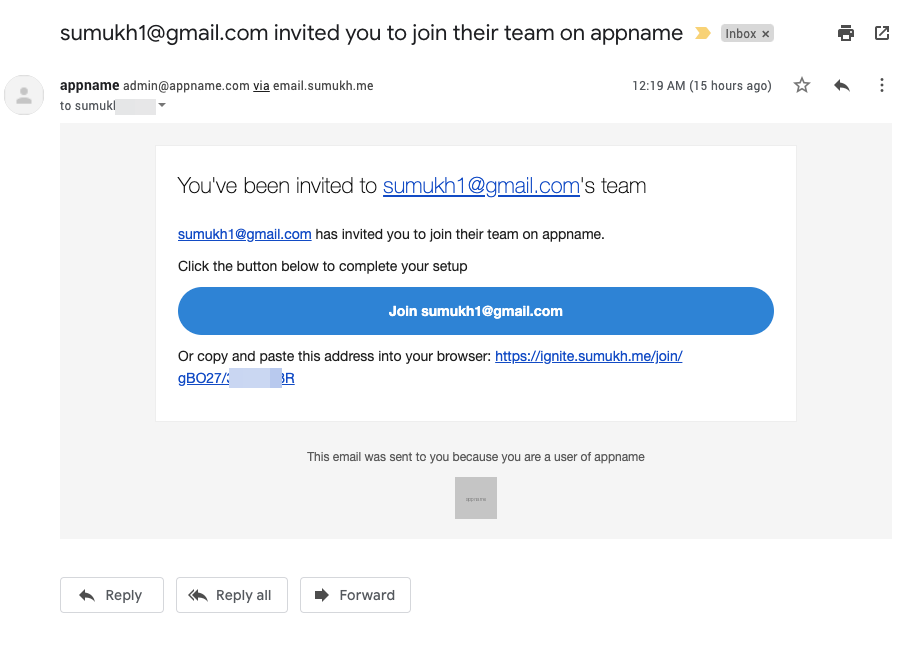 sumukh1@gmail.com invited you to join their team on appname
Inbox ×
appname admin@appname.com via email.sumukh.me
12:19 AM (15 hours ago)
to sumukl
You've been invited to sumukh1@gmail.com's team
sumukh1@gmail.com has invited you to join their team on appname.
Click the button below to complete your setup
Join sumukh1@gmail.com
Or copy and paste this address into your browser: https://ignite.sumukh.me/join/
gBO27/ R
This email was sent to you because you are a user of appname
appname
Reply
Reply all
Forward